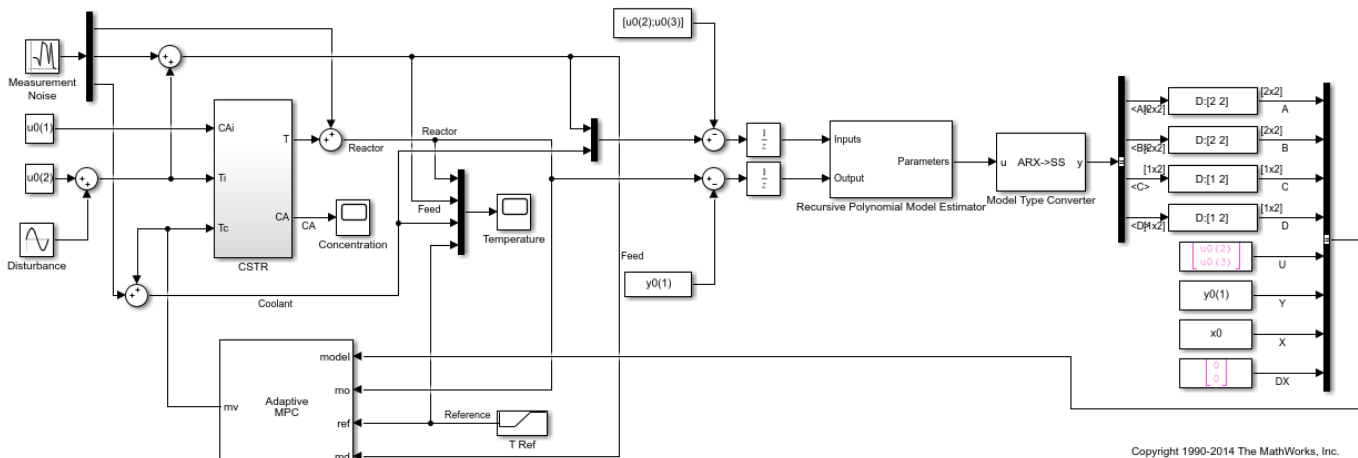 [u0(2);u0(3)]
Measurement
Noise
u0(1)
CAi
T
Reactor
Reactor
u0(2)
Ti
Tc
CA
CA
Concentration
CSTR
Disturbance
Coolant
Feed
Temperature
Feed
1
z
1
z
y0(1)
Inputs
Output
Parameters
Recursive Polynomial Model Estimator
u
ARX->SS
y
Model Type Converter
D:[2 2]
[2x2]
A
D:[2 2]
[2x2]
B
[1x2]
<C>
D:[1 2]
[1x2]
C
D:[1 2]
[1x2]
D
u0(2)
u0(3)
U
y0(1)
Y
x0
X
0
0
DX
model
mo
mv
Adaptive
MPC
ref
md
Reference
T Ref
Copyright 1990-2014 The MathWorks, Inc.